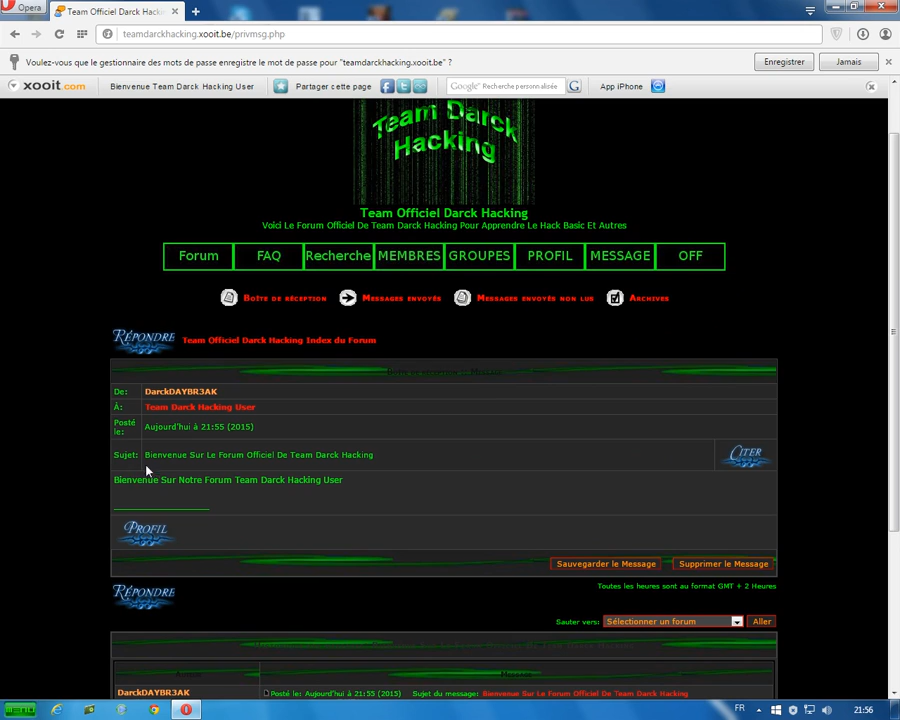 Opera
Team Officiel Darck Hackin
teamdarckhacking.xooit.be/privmsg.php
Voulez-vous que le gestionnaire des mots de passe enregistre le mot de passe pour "teamdarckhacking.xooit.be" ?
Enregistrer
Jamais
xooit.com
Bienvenue Team Darck Hacking User
Partager cette page
Google™ Recherche personnalisée
App iPhone
Team Darck
Hacking
Team Officiel Darck Hacking
Voici Le Forum Officiel De Team Darck Hacking Pour Apprendre Le Hack Basic Et Autres
Forum
FAQ
Recherche
MEMBRES
GROUPES
PROFIL
MESSAGE
OFF
Boîte de réception
Messages envoyés
Messages envoyés non lus
Archives
Répondre
Team Officiel Darck Hacking Index du Forum
De: DarckDAYBR3AK
À: Team Darck Hacking User
Posté le: Aujourd'hui à 21:55 (2015)
Sujet: Bienvenue Sur Le Forum Officiel De Team Darck Hacking
Citer
Bienvenue Sur Notre Forum Team Darck Hacking User
Profil
Sauvegarder le Message
Supprimer le Message
Toutes les heures sont au format GMT + 2 Heures
Répondre
Sauter vers: Sélectionner un forum
Aller
DarckDAYBR3AK
Posté le: Aujourd'hui à 21:55 (2015)
Sujet du message: Bienvenue Sur Le Forum Officiel De Team Darck Hacking
FR
21:56